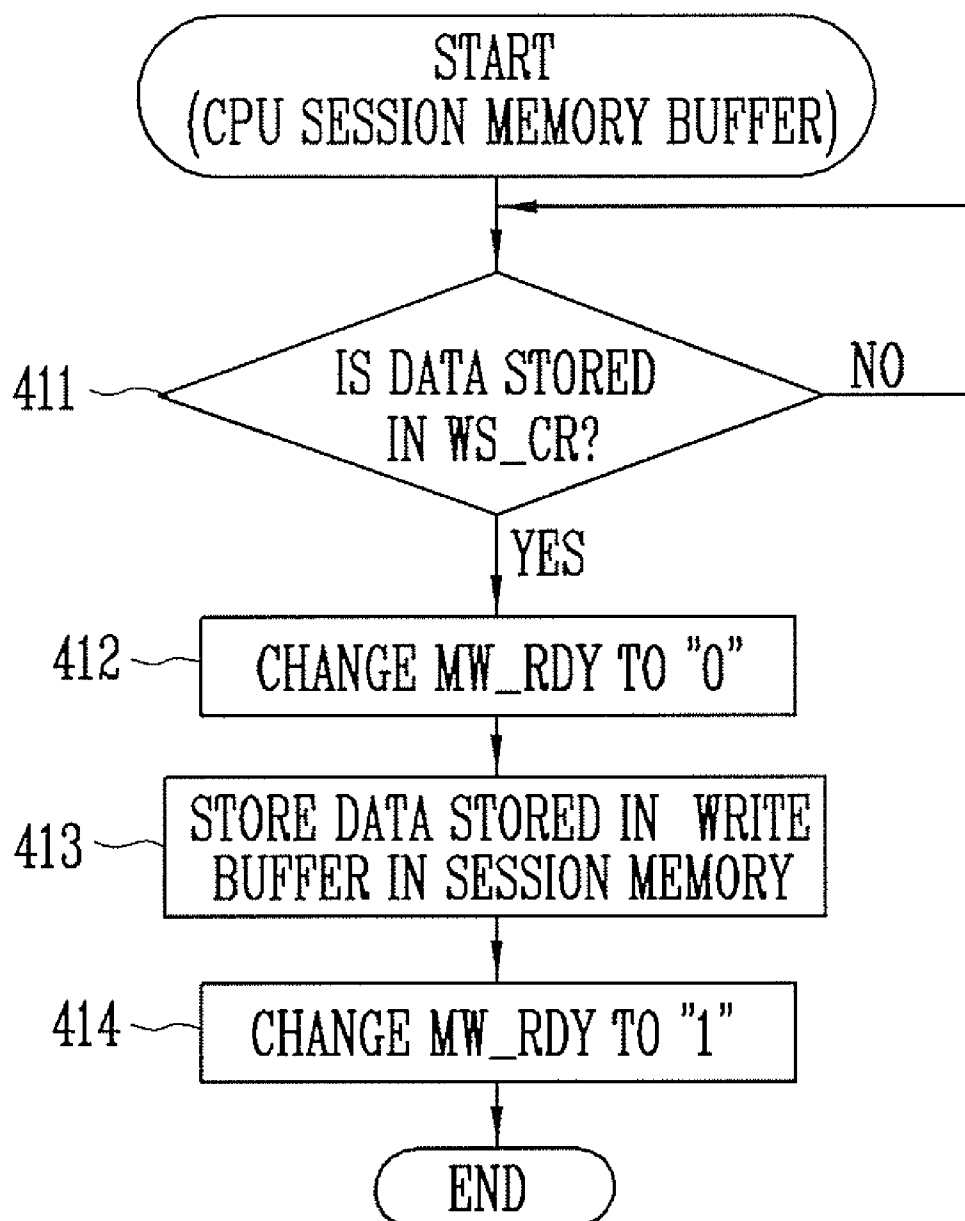 START
(CPU SESSION MEMORY BUFFER)
411
IS DATA STORED
IN WS_CR?
NO
YES
412
CHANGE MW_RDY TO "0"
413
STORE DATA STORED IN WRITE
BUFFER IN SESSION MEMORY
414
CHANGE MW_RDY TO "1"
END